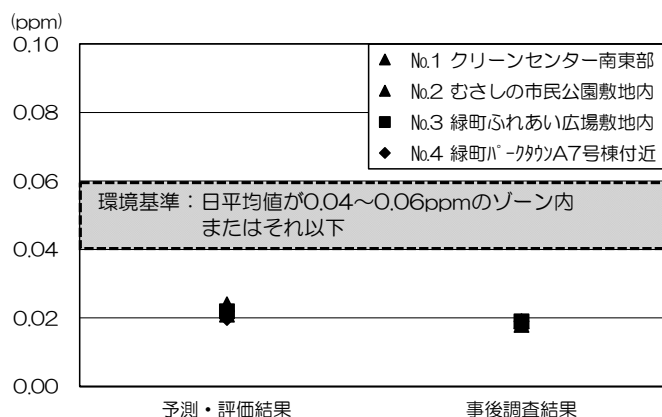 (ppm)
0.10
▲ №1 クリーンセンター南東部
▲ №2 むさしの市民公園敷地内
■ №3 緑町ふれあい広場敷地内
◆ №4 緑町ﾊﾟｰｸﾀｳﾝA7号棟付近
0.08
0.06
環境基準：日平均値が0.04～0.06ppmのゾーン内
またはそれ以下
0.04
0.02
0.00
予測・評価結果 事後調査結果